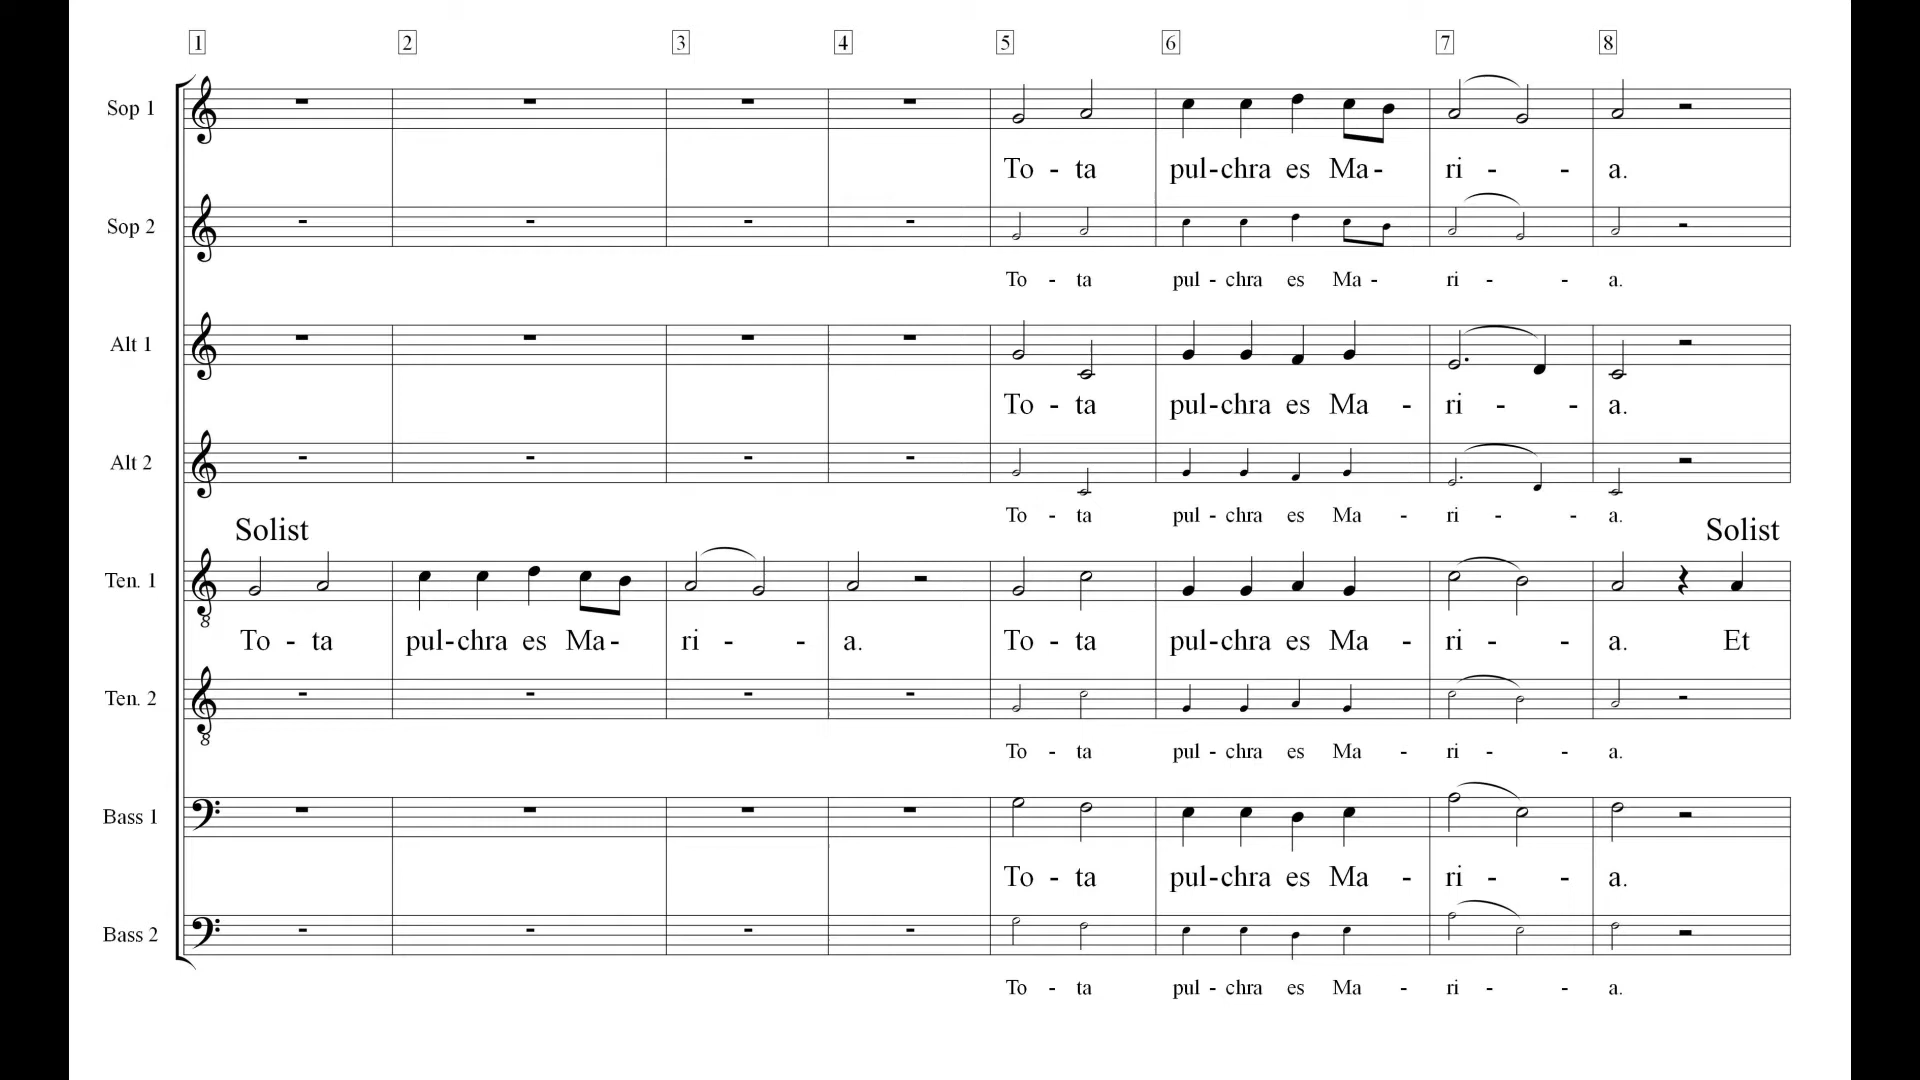 1 2 3 4 5 6 7 8
Sop 1
To - ta pul-chra es Ma- ri - - a.
Sop 2
To - ta pul - chra es Ma - ri - - a.
Alt 1
To - ta pul-chra es Ma - ri - - a.
Alt 2
To - ta pul - chra es Ma - ri - - a.
Solist Solist
Ten. 1
To - ta pul-chra es Ma- ri - - a. To - ta pul-chra es Ma - ri - - a. Et
Ten. 2
To - ta pul - chra es Ma - ri - - a.
Bass 1
To - ta pul-chra es Ma - ri - - a.
Bass 2
To - ta pul - chra es Ma - ri - - a.